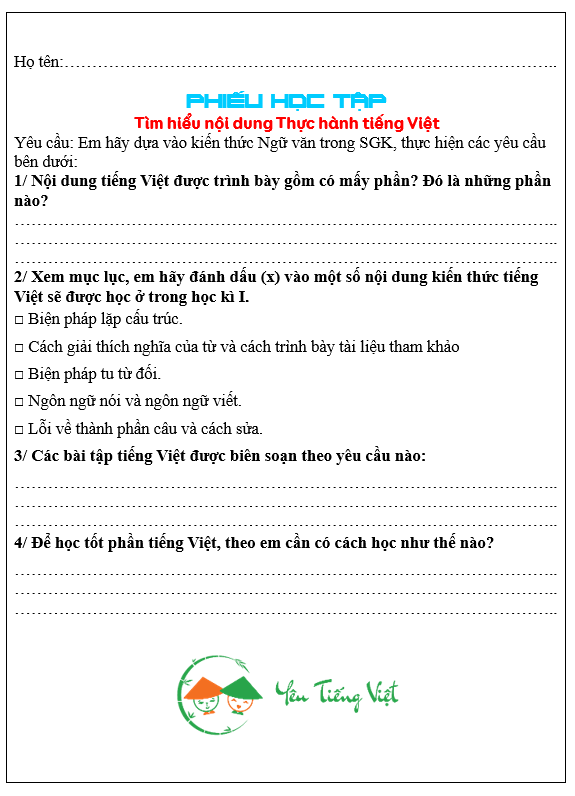 Họ tên:……………………………………………………………………………..
PHIẾU HỌC TẬP
Tìm hiểu nội dung Thực hành tiếng Việt
Yêu cầu: Em hãy dựa vào kiến thức Ngữ văn trong SGK, thực hiện các yêu cầu
bên dưới:
1/ Nội dung tiếng Việt được trình bày gồm có mấy phần? Đó là những phần
nào?
……………………………………………………………………………………..
……………………………………………………………………………………..
……………………………………………………………………………………..
2/ Xem mục lục, em hãy đánh dấu (x) vào một số nội dung kiến thức tiếng
Việt sẽ được học ở trong học kì I.
□ Biện pháp lặp cấu trúc.
□ Cách giải thích nghĩa của từ và cách trình bày tài liệu tham khảo
□ Biện pháp tu từ đối.
□ Ngôn ngữ nói và ngôn ngữ viết.
□ Lỗi về thành phần câu và cách sửa.
3/ Các bài tập tiếng Việt được biên soạn theo yêu cầu nào:
……………………………………………………………………………………..
……………………………………………………………………………………..
……………………………………………………………………………………..
4/ Để học tốt phần tiếng Việt, theo em cần có cách học như thế nào?
……………………………………………………………………………………..
……………………………………………………………………………………..
……………………………………………………………………………………..
Yêu Tiếng Việt